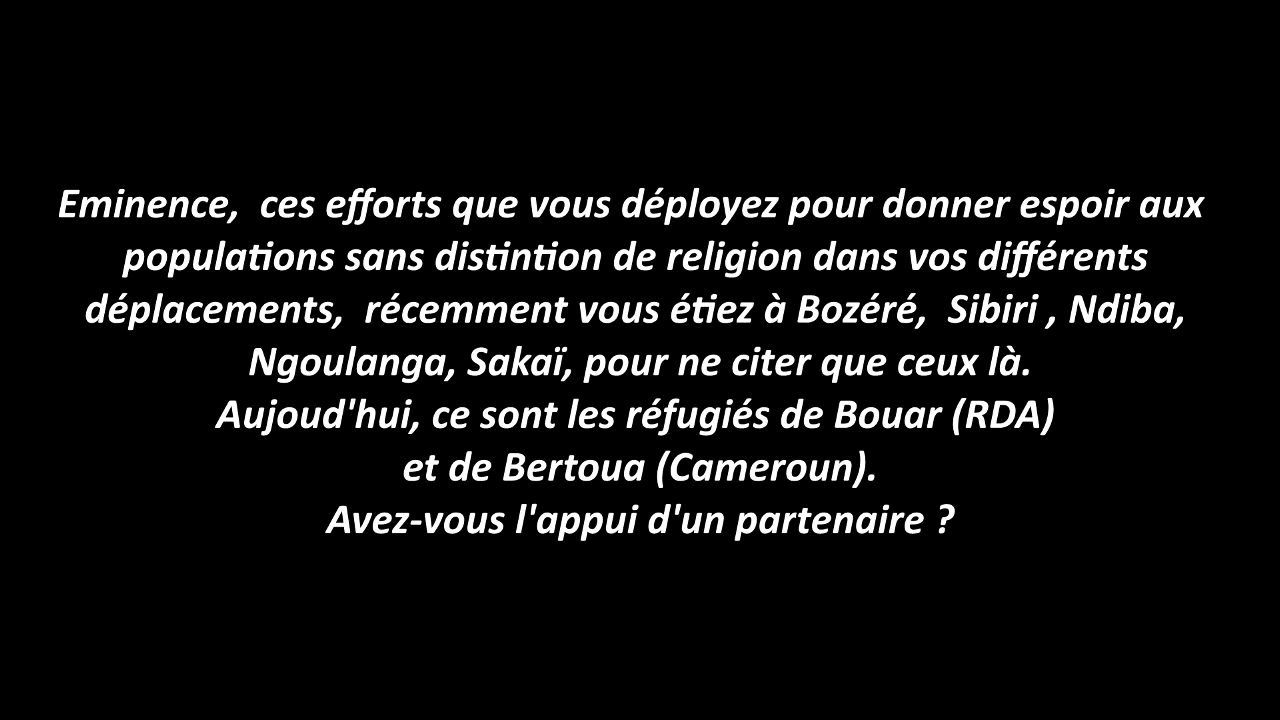 Eminence,  ces efforts que vous déployez pour donner espoir aux
populations sans distintion de religion dans vos différents
déplacements,  récemment vous étiez à Bozéré,  Sibiri , Ndiba,
Ngoulanga, Sakaï, pour ne citer que ceux là.
Aujoud'hui, ce sont les réfugiés de Bouar (RDA)
et de Bertoua (Cameroun).
Avez-vous l'appui d'un partenaire ?